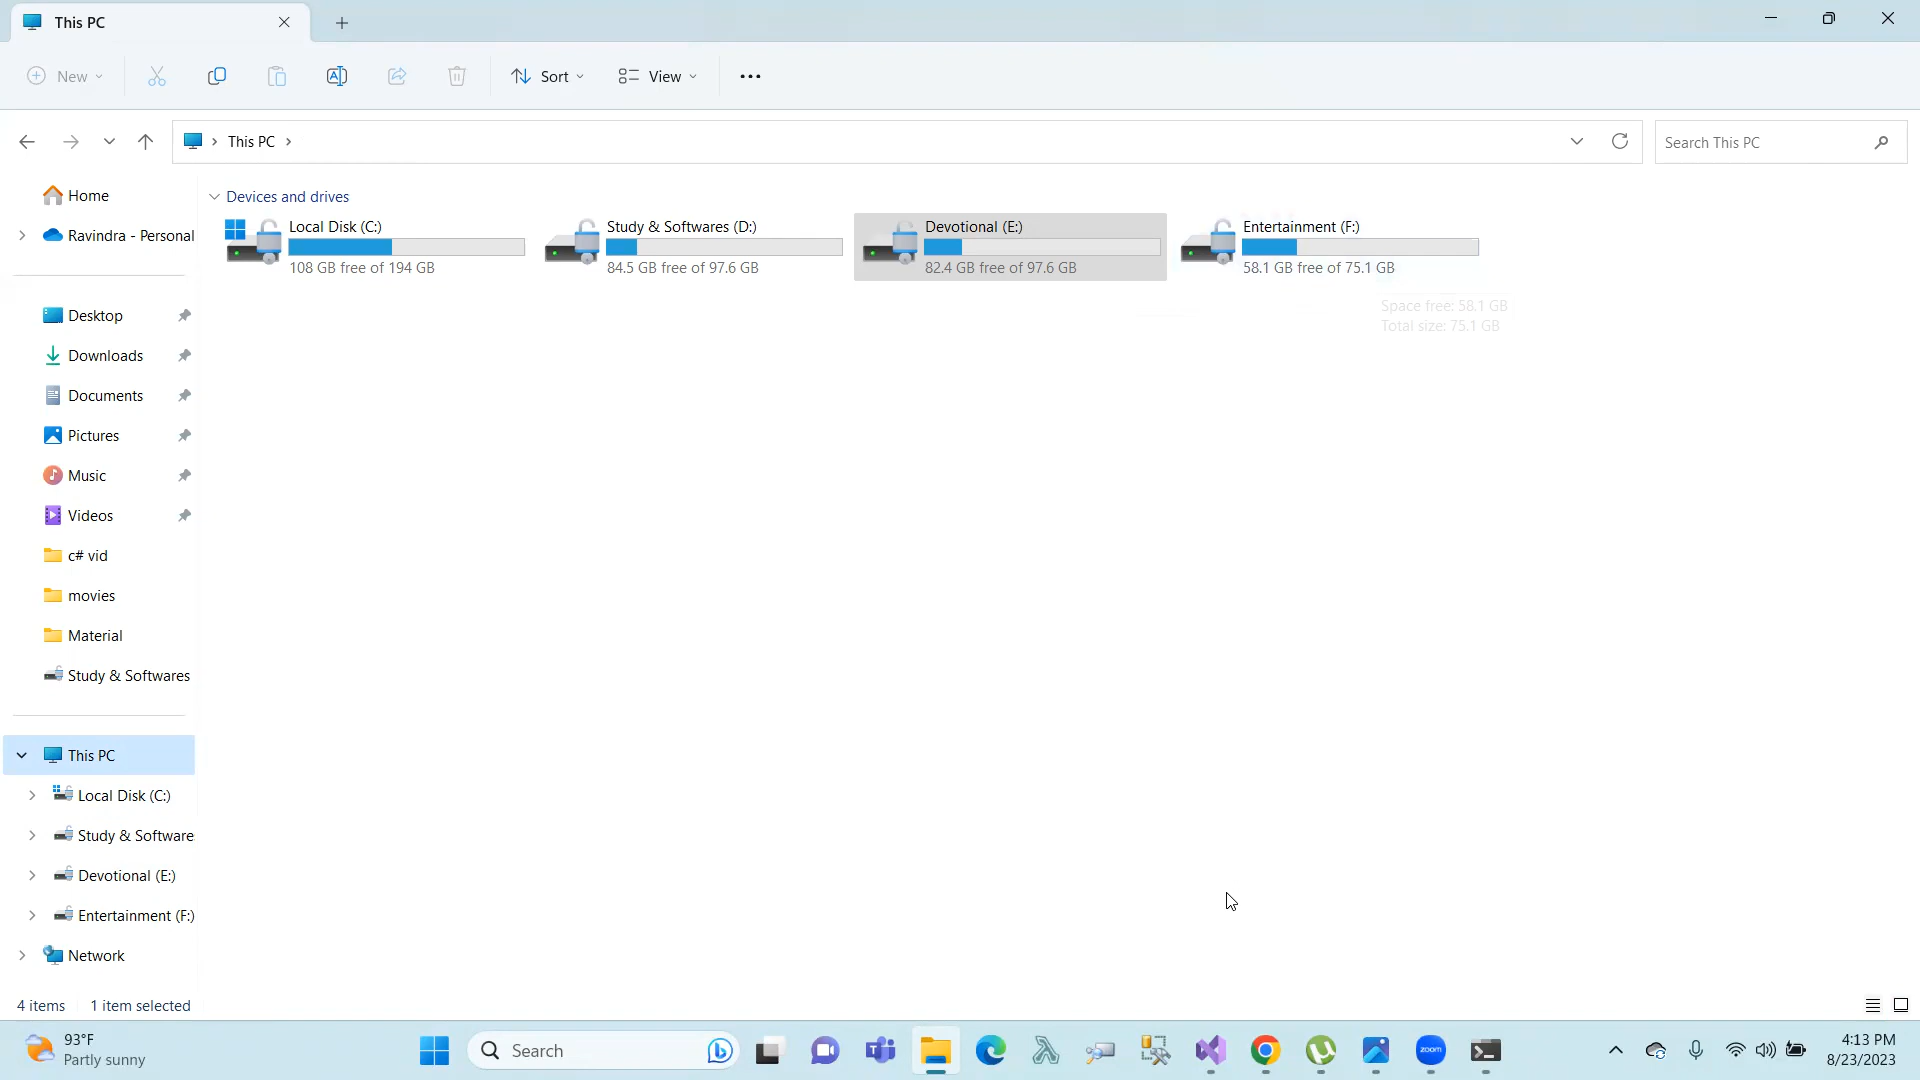 This PC
New
Sort
View
This PC
Search This PC
Home
Ravindra - Personal
Desktop
Downloads
Documents
Pictures
Music
Videos
c# vid
movies
Material
Study & Softwares
This PC
Local Disk (C:)
Study & Software
Devotional (E:)
Entertainment (F:)
Network
Devices and drives
Local Disk (C:)
108 GB free of 194 GB
Study & Softwares (D:)
84.5 GB free of 97.6 GB
Devotional (E:)
82.4 GB free of 97.6 GB
Entertainment (F:)
58.1 GB free of 75.1 GB
Space free: 58.1 GB
Total size: 75.1 GB
4 items
1 item selected
93°F
Partly sunny
Search
zoom
4:13 PM
8/23/2023